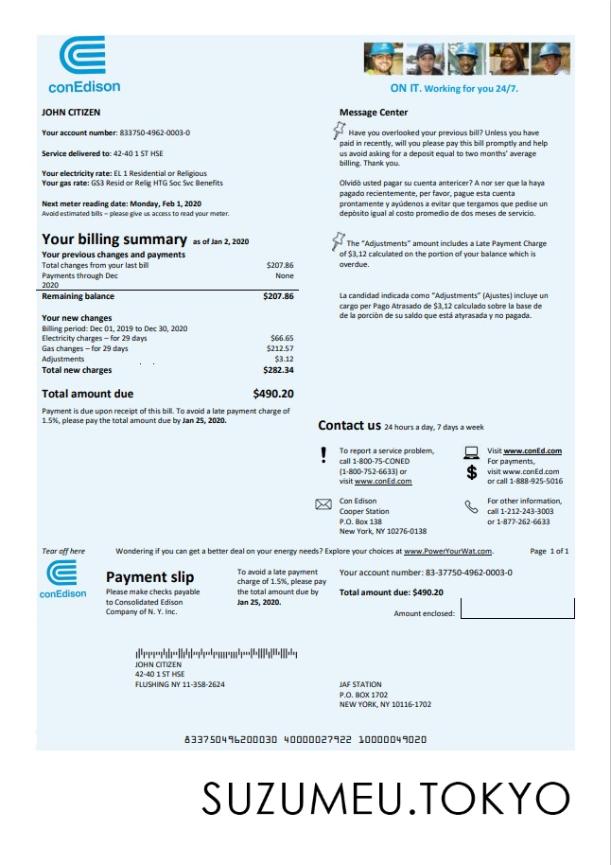 conEdison
ON IT. Working for you 24/7.
JOHN CITIZEN
Your account number: 833750-4962-0003-0
Service delivered to: 42-40 1 ST HSE
Your electricity rate: EL 1 Residential or Religious
Your gas rate: GS3 Resid or Relig HTG Soc Svc Benefits
Next meter reading date: Monday, Feb 1, 2020
Avoid estimated bills – please give us access to read your meter.
Your billing summary as of Jan 2, 2020
Your previous changes and payments
Total changes from your last bill $207.86
Payments through Dec None
2020
Remaining balance $207.86
Your new changes
Billing period: Dec 01, 2019 to Dec 30, 2020
Electricity charges – for 29 days $66.65
Gas changes – for 29 days $212.57
Adjustments $3.12
Total new charges $282.34
Total amount due $490.20
Payment is due upon receipt of this bill. To avoid a late payment charge of
1.5%, please pay the total amount due by Jan 25, 2020.
Message Center
Have you overlooked your previous bill? Unless you have
paid in recently, will you please pay this bill promptly and help
us avoid asking for a deposit equal to two months' average
billing. Thank you.
Olvidò usted pagar su cuenta antericer? A nor ser que la haya
pagado recientemente, per favor, pague esta cuenta
prontamente y ayúdenos a evitar que tergamos que pedise un
depòsito igual al costo promedio de dos meses de servicio.
The "Adjustments" amount includes a Late Payment Charge
of $3,12 calculated on the portion of your balance which is
overdue.
La candidad indicada como "Adjustments" (Ajustes) incluye un
cargo per Pago Atrasado de $3,12 calculado sobre la base de
de la porciòn de su saldo que está atyrasada y no pagada.
Contact us 24 hours a day, 7 days a week
To report a service problem,
call 1-800-75-CONED
(1-800-752-6633) or
visit www.conEd.com
Visit www.conEd.com
For payments,
visit www.conEd.com
or call 1-888-925-5016
Con Edison
Cooper Station
P.O. Box 138
New York, NY 10276-0138
For other information,
call 1-212-243-3003
or 1-877-262-6633
Tear off here Wondering if you can get a better deal on your energy needs? Explore your choices at www.PowerYourWat.com. Page 1 of 1
conEdison
Payment slip
Please make checks payable
to Consolidated Edison
Company of N. Y. Inc.
To avoid a late payment
charge of 1.5%, please pay
the total amount due by
Jan 25, 2020.
Your account number: 83-37750-4962-0003-0
Total amount due: $490.20
Amount enclosed:
JOHN CITIZEN
42-40 1 ST HSE
FLUSHING NY 11-358-2624
JAF STATION
P.O. BOX 1702
NEW YORK, NY 10116-1702
833750496200030 40000027922 10000049020
SUZUMEU.TOKYO